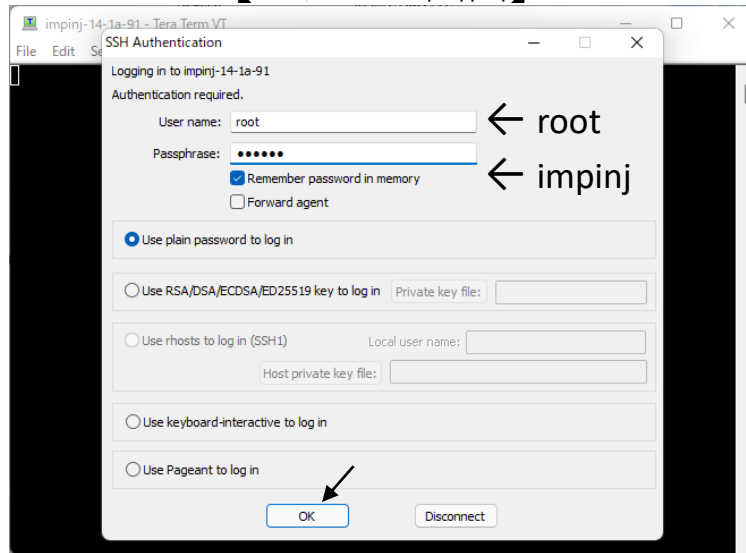 impinj-14-1a-91 - Tera Term VT
File Edit Se
SSH Authentication
Logging in to impinj-14-1a-91
Authentication required.
User name: root
← root
Passphrase: ••••••
← impinj
Remember password in memory
Forward agent
Use plain password to log in
Use RSA/DSA/ECDSA/ED25519 key to log in Private key file:
Use rhosts to log in (SSH1) Local user name:
Host private key file:
Use keyboard-interactive to log in
Use Pageant to log in
OK Disconnect